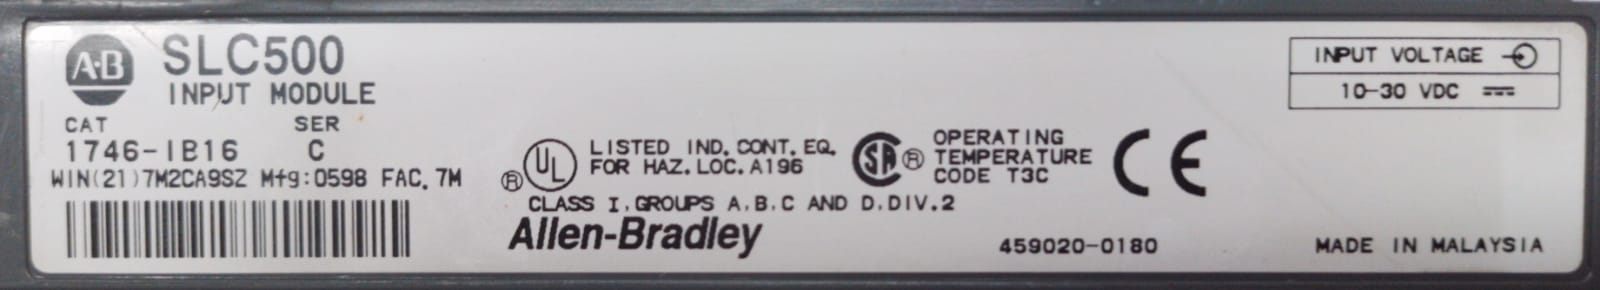 A·B
SLC500
INPUT MODULE
CAT SER
1746-IB16 C
WIN(21)7M2CA9SZ Mfg:0598 FAC. 7M
UL ®
LISTED IND. CONT. EQ.
FOR HAZ. LOC. A196
SA ®
OPERATING
TEMPERATURE
CODE T3C
CE
CLASS I, GROUPS A, B, C AND D, DIV.2
Allen-Bradley
459020-0180
INPUT VOLTAGE
10-30 VDC
MADE IN MALAYSIA